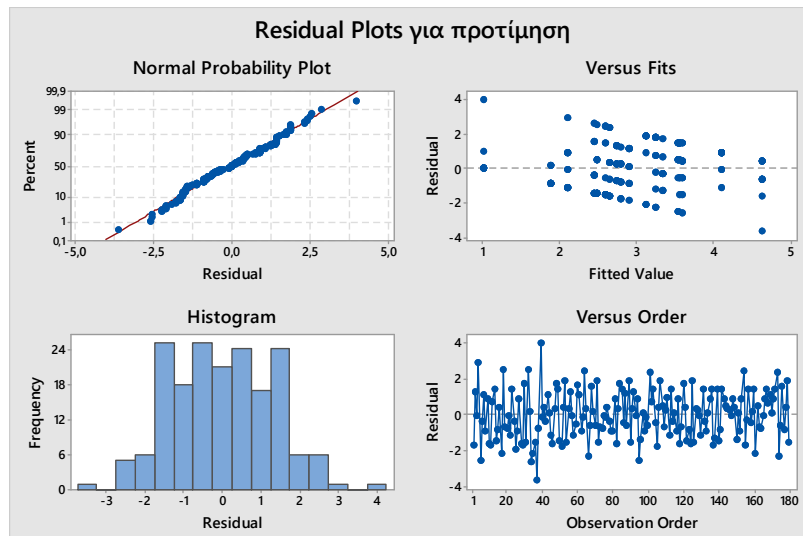 Residual Plots για προτίμηση
Normal Probability Plot
99,9
99
90
50
10
1
0,1
Percent
-5,0 -2,5 0,0 2,5 5,0
Residual
Versus Fits
4
2
0
-2
-4
Residual
1 2 3 4 5
Fitted Value
Histogram
24
18
12
6
0
Frequency
-3 -2 -1 0 1 2 3 4
Residual
Versus Order
4
2
0
-2
-4
Residual
1 20 40 60 80 100 120 140 160 180
Observation Order